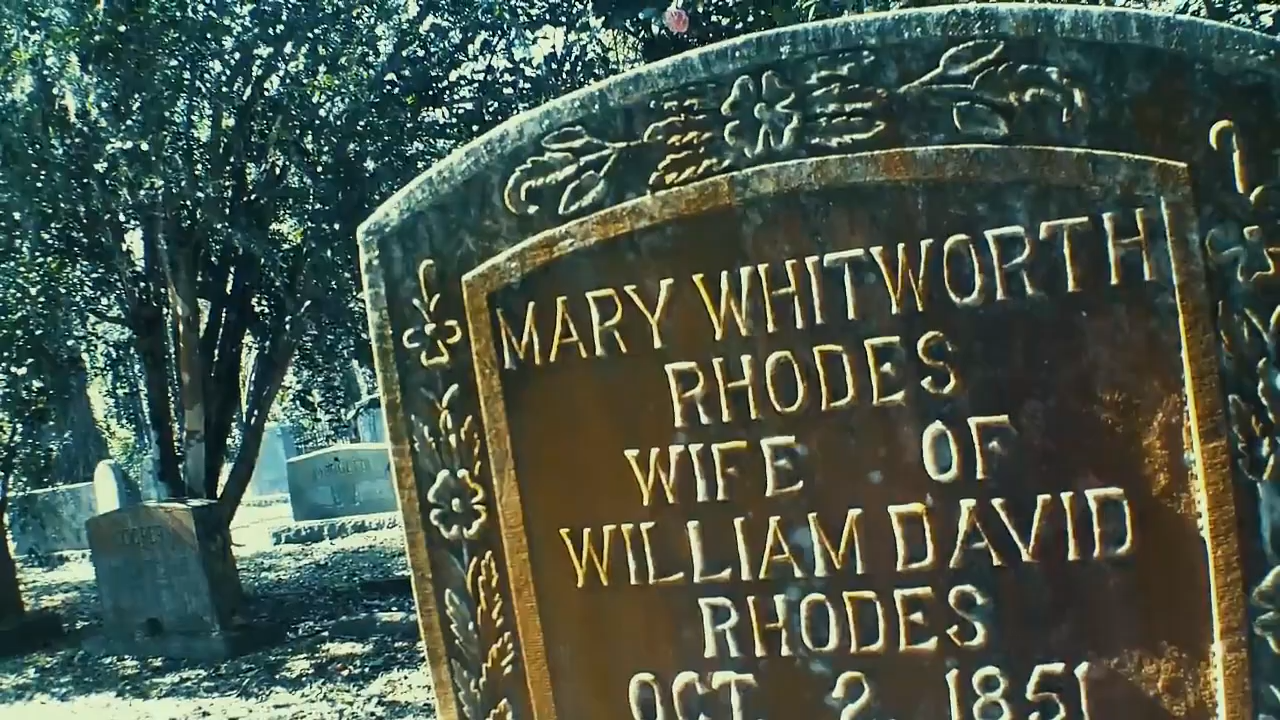 MARY WHITWORTH
RHODES
WIFE OF
WILLIAM DAVID
RHODES
OCT. 2, 1851